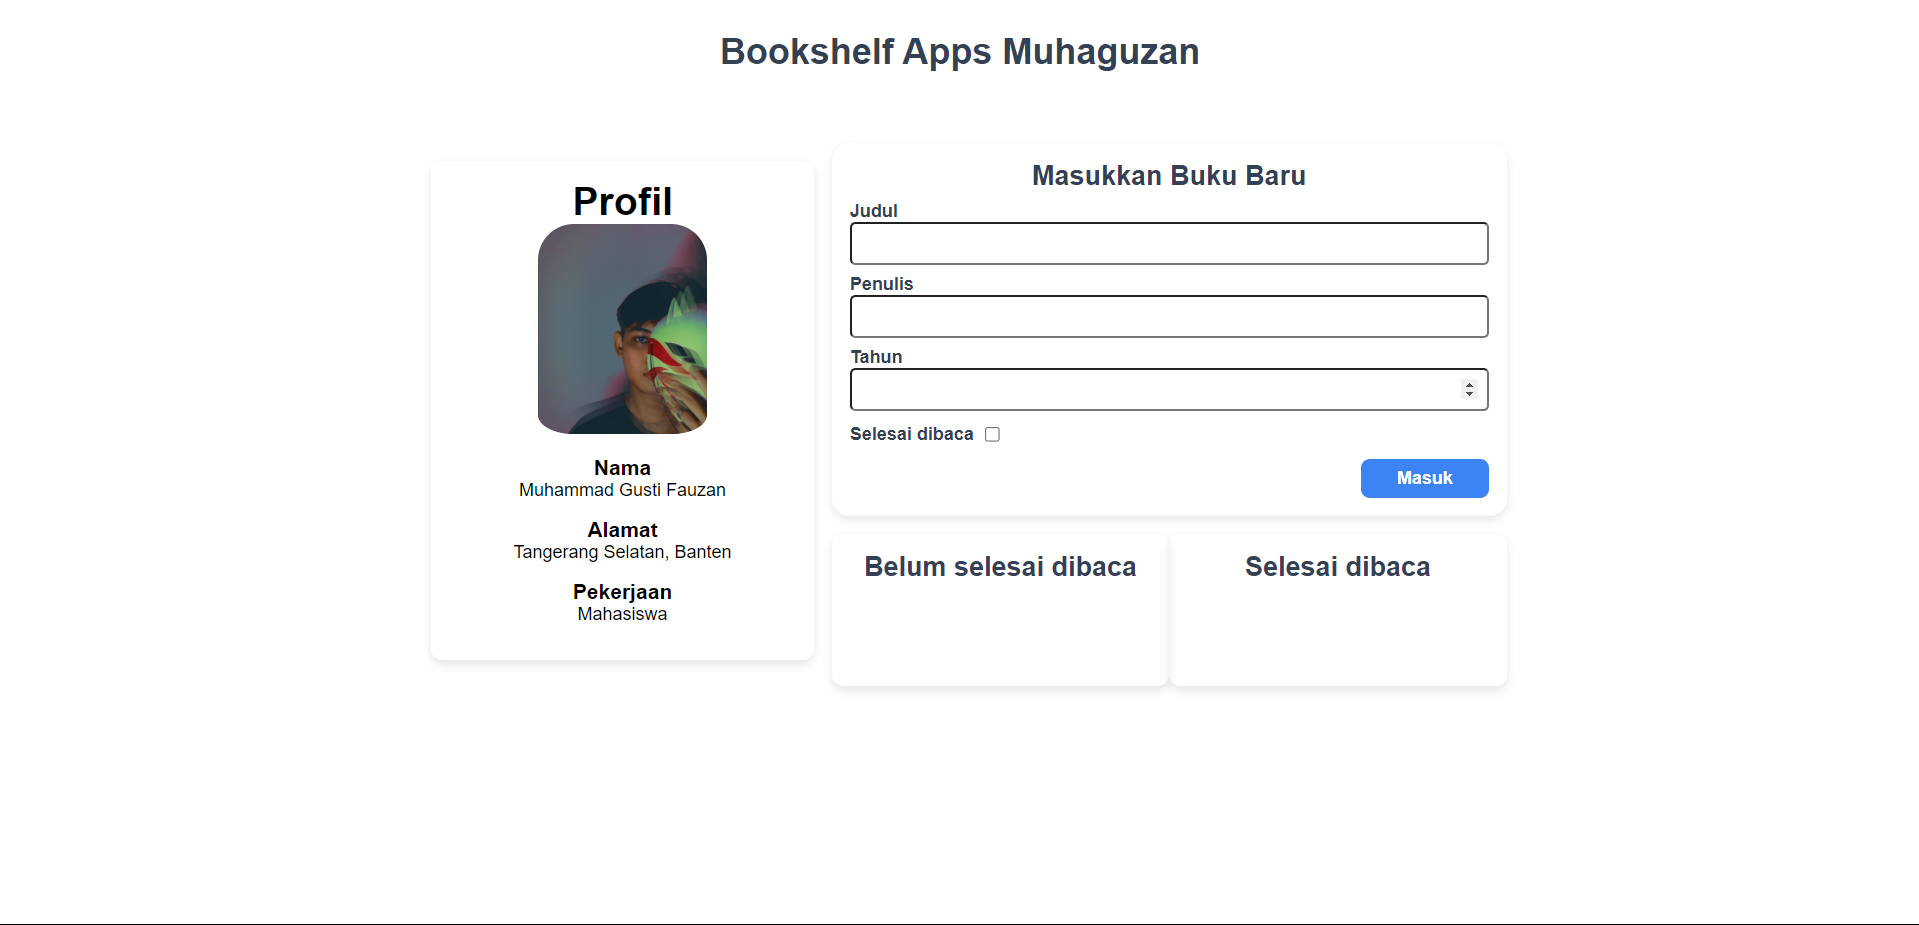 Bookshelf Apps Muhaguzan
Profil
Nama
Muhammad Gusti Fauzan
Alamat
Tangerang Selatan, Banten
Pekerjaan
Mahasiswa
Masukkan Buku Baru
Judul
Penulis
Tahun
Selesai dibaca
Masuk
Belum selesai dibaca
Selesai dibaca